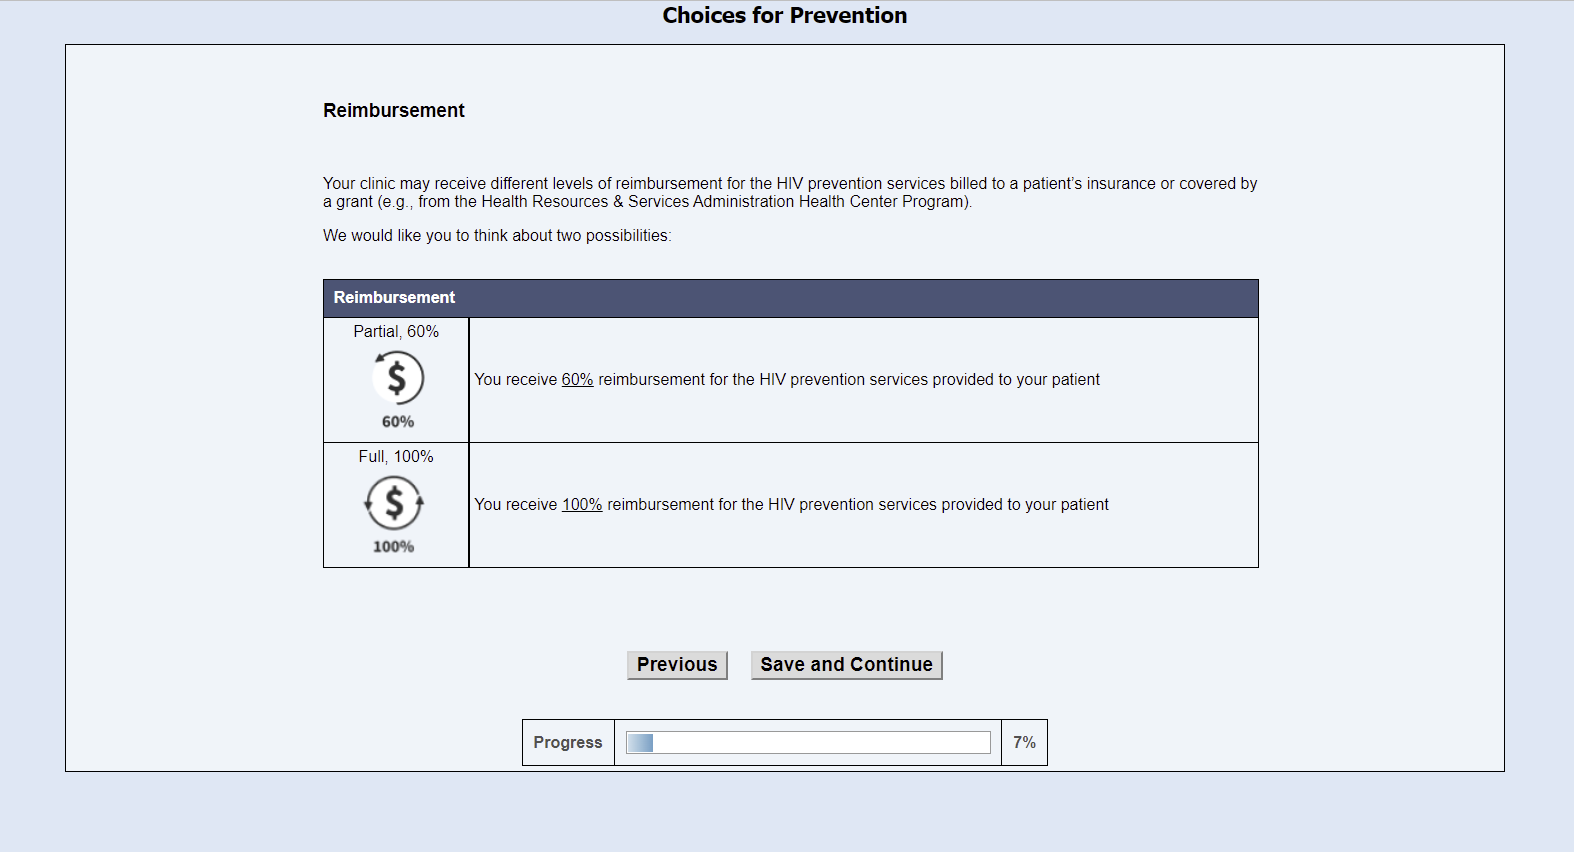 Choices for Prevention
Reimbursement
Your clinic may receive different levels of reimbursement for the HIV prevention services billed to a patient’s insurance or covered by
a grant (e.g., from the Health Resources & Services Administration Health Center Program).
We would like you to think about two possibilities:
Reimbursement
Partial, 60%
$
60%
You receive 60% reimbursement for the HIV prevention services provided to your patient
Full, 100%
$
100%
You receive 100% reimbursement for the HIV prevention services provided to your patient
Previous
Save and Continue
Progress
7%